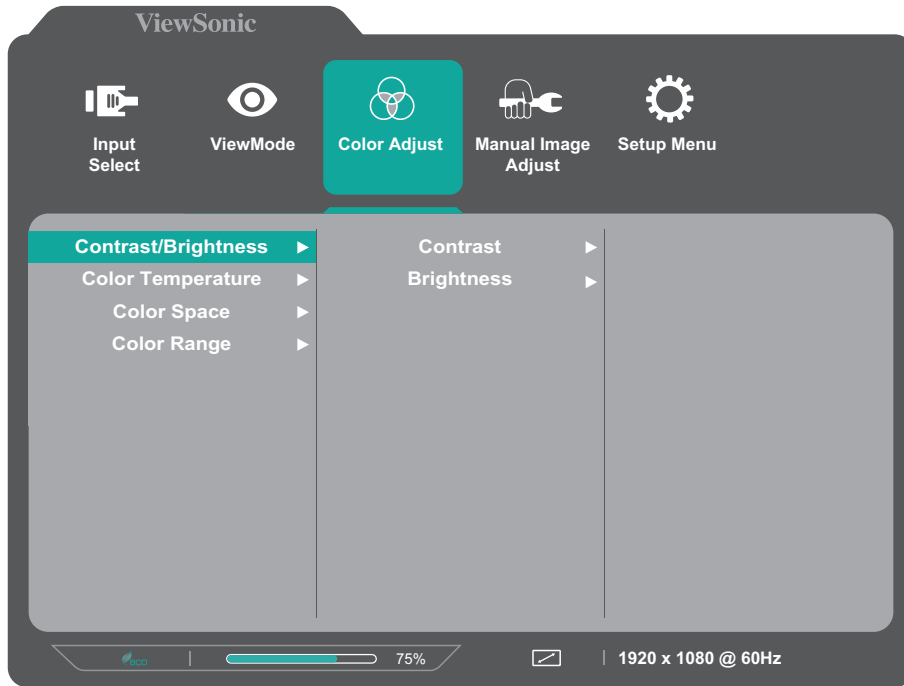 ViewSonic
Input Select
ViewMode
Color Adjust
Manual Image Adjust
Setup Menu
Contrast/Brightness
Color Temperature
Color Space
Color Range
Contrast
Brightness
eco
75%
1920 x 1080 @ 60Hz